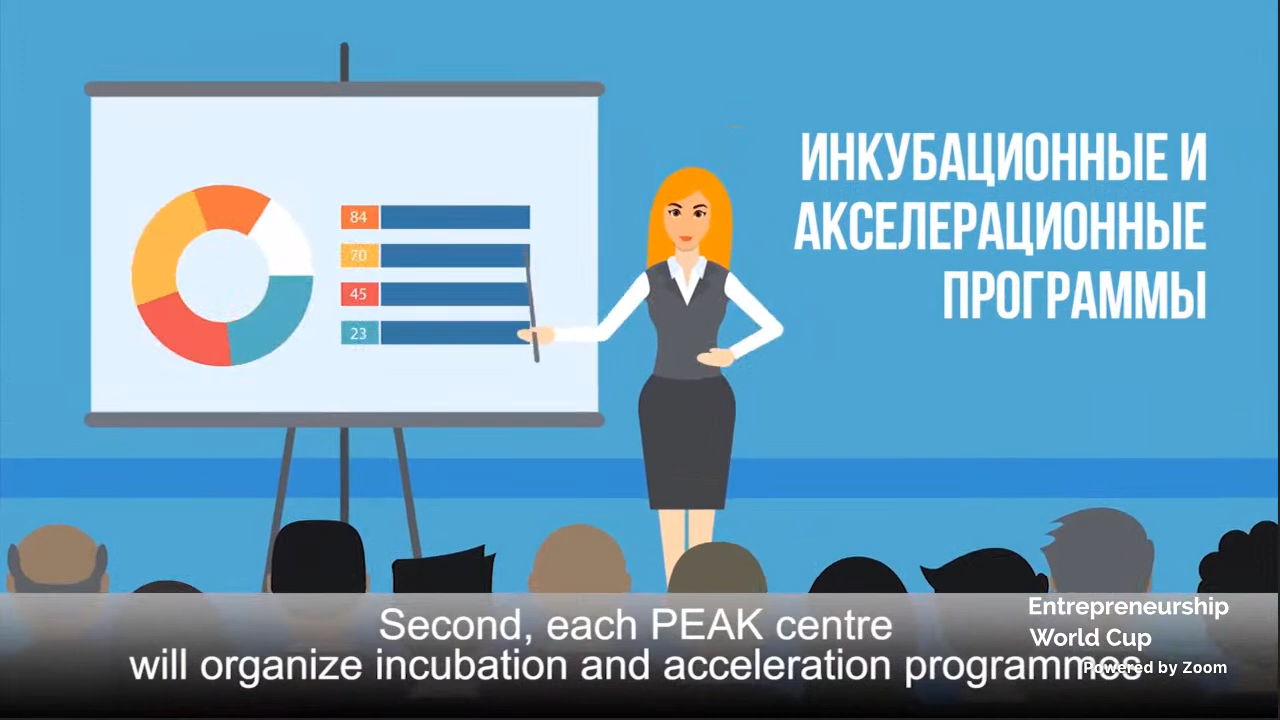 ИНКУБАЦИОННЫЕ И
АКСЕЛЕРАЦИОННЫЕ
ПРОГРАММЫ
84
70
45
23
Second, each PEAK centre
will organize incubation and acceleration programmes
Entrepreneurship
World Cup
Powered by Zoom